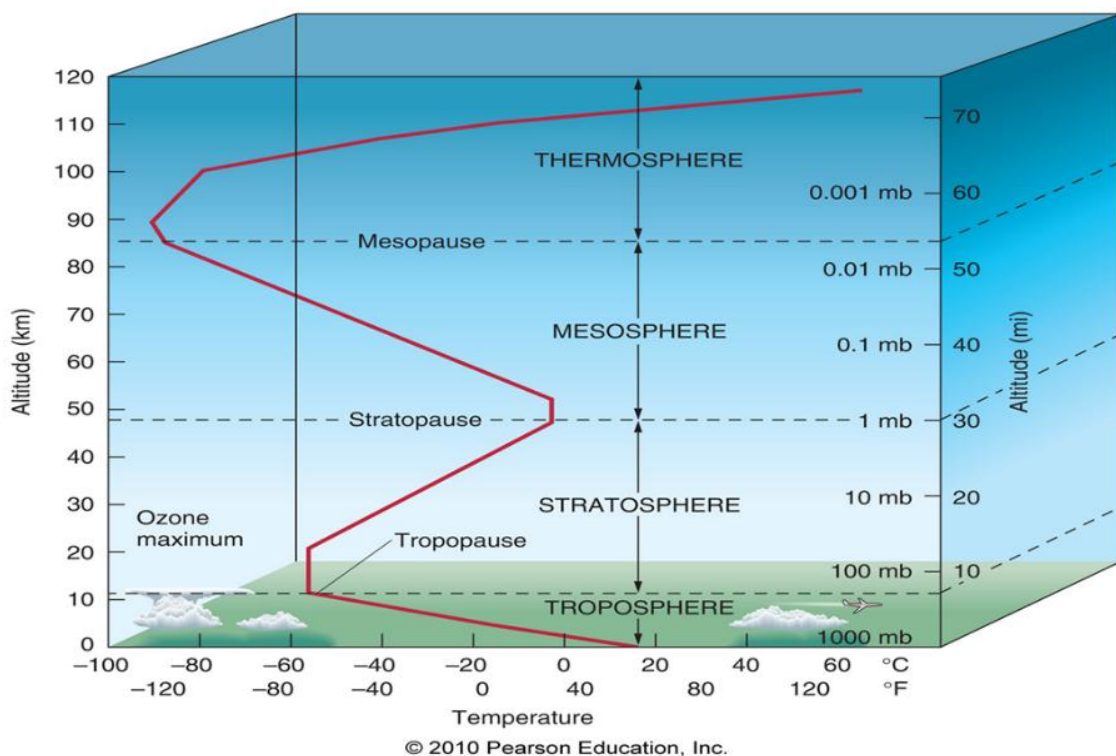 120
110
100
90
80
70
60
50
40
30
20
10
0
Altitude (km)
THERMOSPHERE
Mesopause
MESOSPHERE
Stratopause
STRATOSPHERE
Ozone
maximum
Tropopause
TROPOSPHERE
0.001 mb
0.01 mb
0.1 mb
1 mb
10 mb
100 mb
1000 mb
70
60
50
40
30
20
10
Altitude (mi)
–100 –80 –60 –40 –20 0 20 40 60 °C
–120 –80 –40 0 40 80 120 °F
Temperature
© 2010 Pearson Education, Inc.